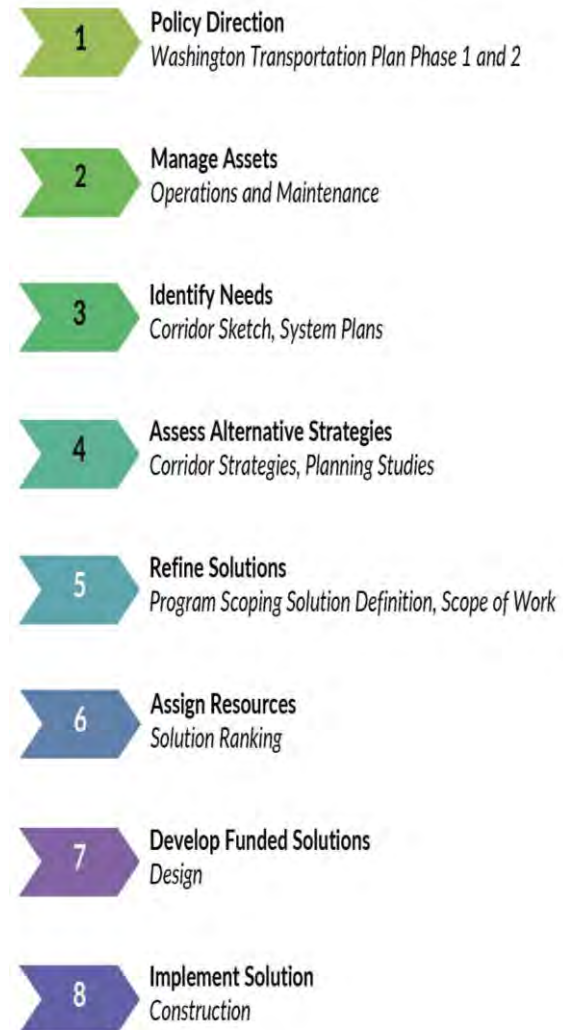 1
Policy Direction
Washington Transportation Plan Phase 1 and 2
2
Manage Assets
Operations and Maintenance
3
Identify Needs
Corridor Sketch, System Plans
4
Assess Alternative Strategies
Corridor Strategies, Planning Studies
5
Refine Solutions
Program Scoping Solution Definition, Scope of Work
6
Assign Resources
Solution Ranking
7
Develop Funded Solutions
Design
8
Implement Solution
Construction